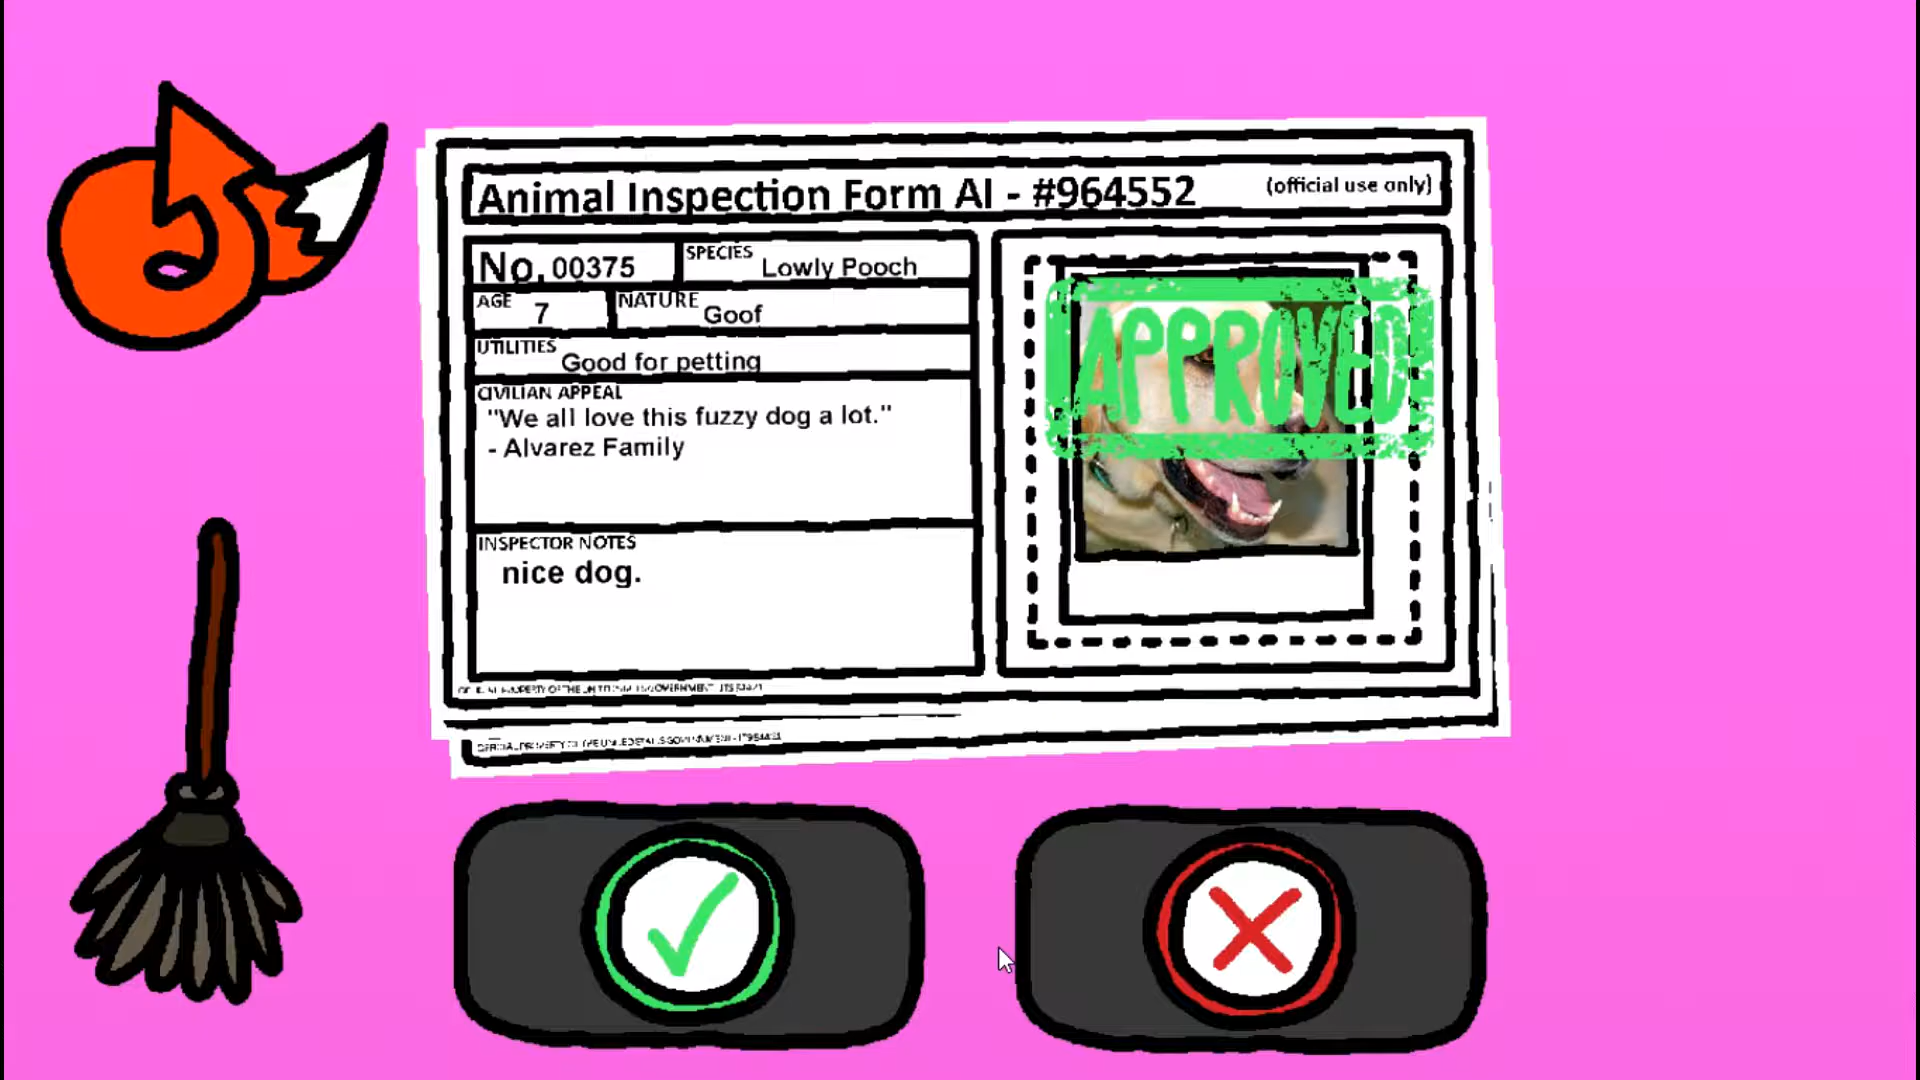 Animal Inspection Form AI - #964552
(official use only)
No. 00375
SPECIES Lowly Pooch
AGE 7
NATURE Goof
UTILITIES Good for petting
CIVILIAN APPEAL
"We all love this fuzzy dog a lot."
- Alvarez Family
INSPECTOR NOTES
nice dog.
APPROVED